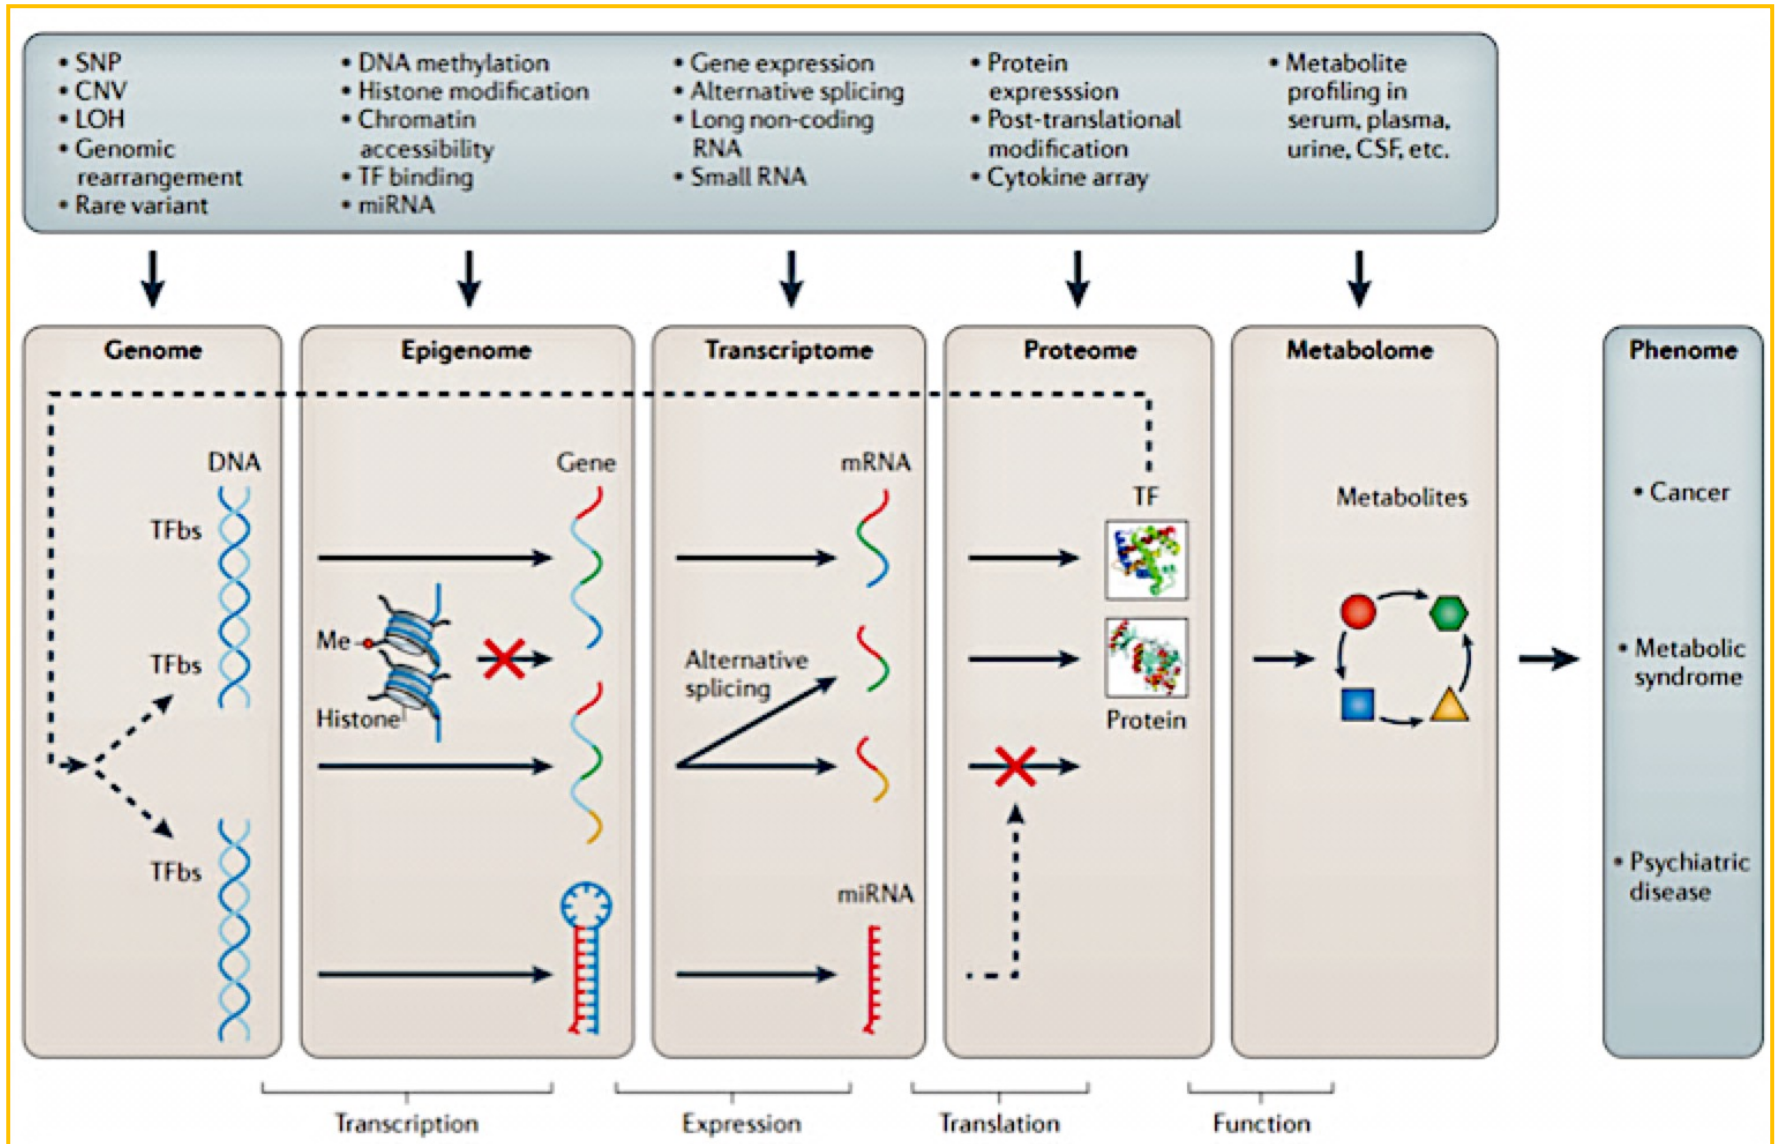 • SNP
• CNV
• LOH
• Genomic
rearrangement
• Rare variant
• DNA methylation
• Histone modification
• Chromatin
accessibility
• TF binding
• miRNA
• Gene expression
• Alternative splicing
• Long non-coding
RNA
• Small RNA
• Protein
expresssion
• Post-translational
modification
• Cytokine array
• Metabolite
profiling in
serum, plasma,
urine, CSF, etc.
Genome
Epigenome
Transcriptome
Proteome
Metabolome
Phenome
DNA
TFbs
TFbs
TFbs
Gene
Me
Histone
mRNA
Alternative
splicing
miRNA
TF
Protein
Metabolites
• Cancer
• Metabolic
syndrome
• Psychiatric
disease
Transcription
Expression
Translation
Function